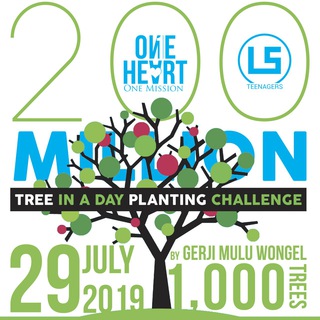 200
ONE
HEART
ONE MISSION
LS
TEENAGERS
MILLION
TREE IN A DAY PLANTING CHALLENGE
29 JULY
2019
BY GERJI MULU WONGEL
1,000 TREES